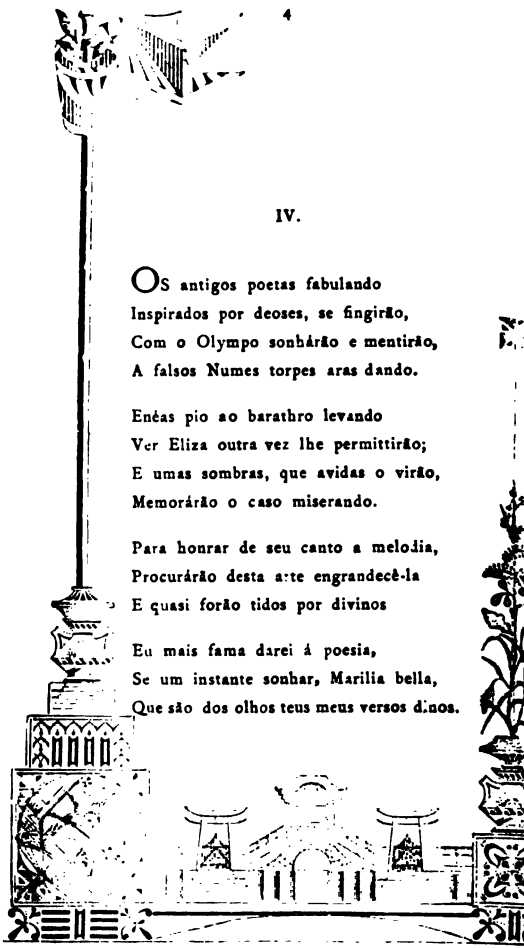 4
IV.
Os antigos poetas fabulando
Inspirados por deoses, se fingirão,
Com o Olympo sonhárão e mentirão,
A falsos Numes torpes aras dando.
Enéas pio ao barathro levando
Ver Eliza outra vez lhe permittirão;
E umas sombras, que avidas o virão,
Memorárão o caso miserando.
Para honrar de seu canto a melodia,
Procurárão desta arte engrandecê-la
E quasi forão tidos por divinos
Eu mais fama darei á poesia,
Se um instante sonhar, Marilia bella,
Que são dos olhos teus meus versos dinos.